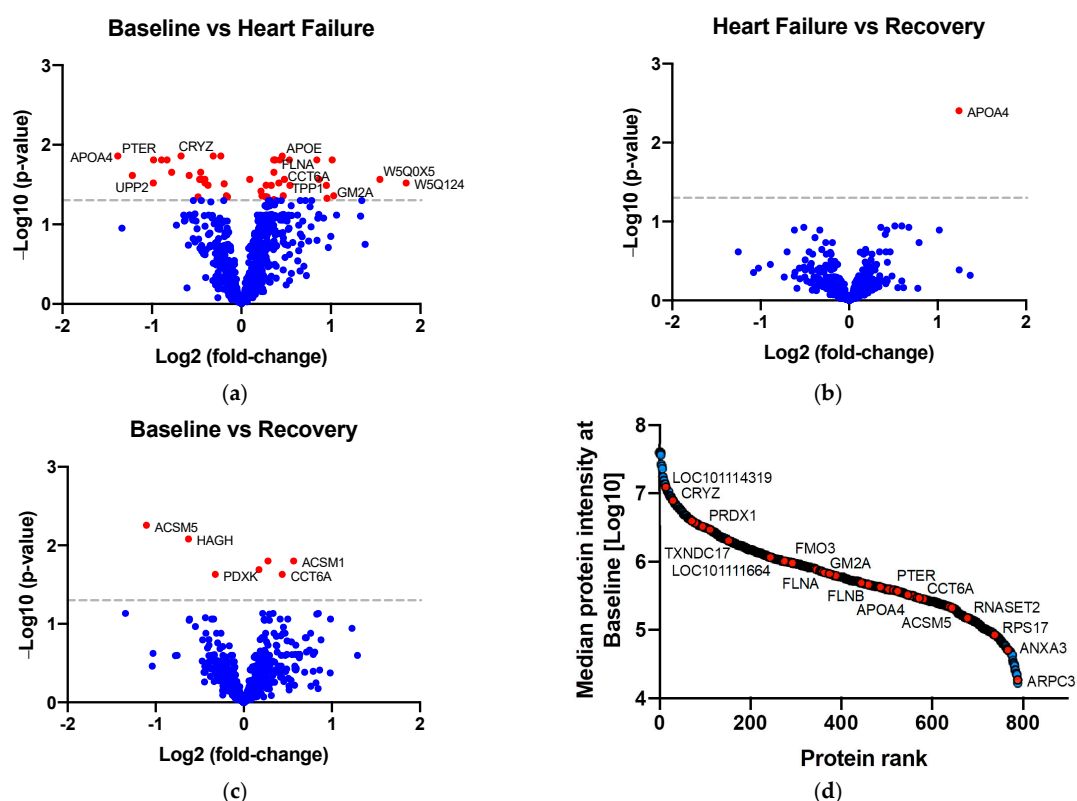 Baseline vs Heart Failure
3
2
1
0
−Log10 (p-value)
APOA4
PTER
CRYZ
APOE
FLNA
CCT6A
W5Q0X5
UPP2
TPP1
GM2A
W5Q124
-2
-1
0
1
2
Log2 (fold-change)
(a)
Heart Failure vs Recovery
3
2
1
0
−Log10 (p-value)
APOA4
-2
-1
0
1
2
Log2 (fold-change)
(b)
Baseline vs Recovery
3
2
1
0
−Log10 (p-value)
ACSM5
HAGH
PDXK
ACSM1
CCT6A
-2
-1
0
1
2
Log2 (fold-change)
(c)
8
7
6
5
4
Median protein intensity at
Baseline [Log10]
LOC101114319
CRYZ
PRDX1
TXNDC17
LOC101111664
FMO3
GM2A
FLNA
FLNB
PTER
APOA4
CCT6A
ACSM5
RNASET2
RPS17
ANXA3
ARPC3
0
200
400
600
800
Protein rank
(d)